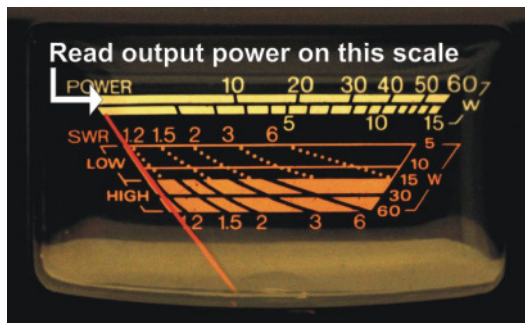 Read output power on this scale
POWER 10 20 30 40 50 60
5 10 15 W
SWR 1.2 1.5 2 3 6 5
LOW 10
15 W
HIGH 30
60
1.2 1.5 2 3 6